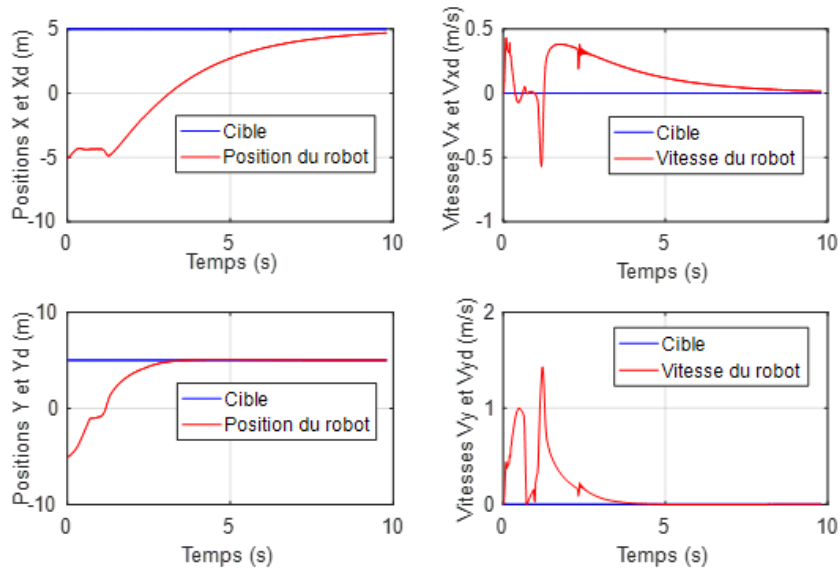 Positions X et Xd (m)
5
0
-5
-10
0
5
10
Temps (s)
Cible
Position du robot
Vitesses Vx et Vxd (m/s)
0.5
0
-0.5
-1
0
5
10
Temps (s)
Cible
Vitesse du robot
Positions Y et Yd (m)
10
0
-10
0
5
10
Temps (s)
Cible
Position du robot
Vitesses Vy et Vyd (m/s)
2
1
0
0
5
10
Temps (s)
Cible
Vitesse du robot